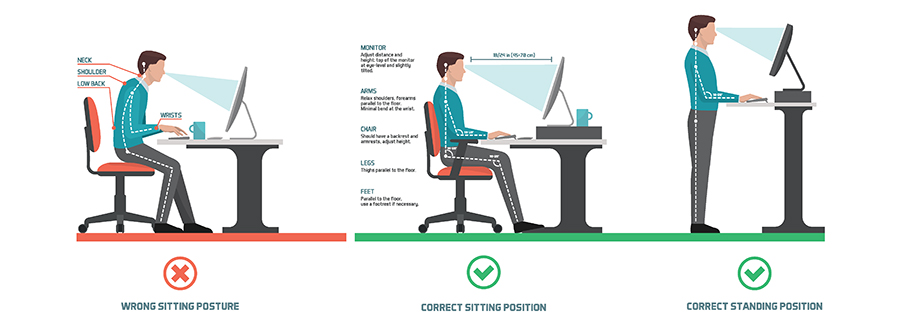 NECK
SHOULDER
LOW BACK
WRISTS
WRONG SITTING POSTURE
MONITOR
Adjust distance and
height. top of the monitor
at eye-level and slightly
tilted.
18/24 in (45-70 cm)
ARMS
Relax shoulders, forearms
parallel to the floor.
Minimal bend at the wrist.
CHAIR
Should have a backrest and
armrests, adjust height.
LEGS
Thighs parallel to the floor.
FEET
Parallel to the floor,
use a footrest if necessary.
CORRECT SITTING POSITION
CORRECT STANDING POSITION